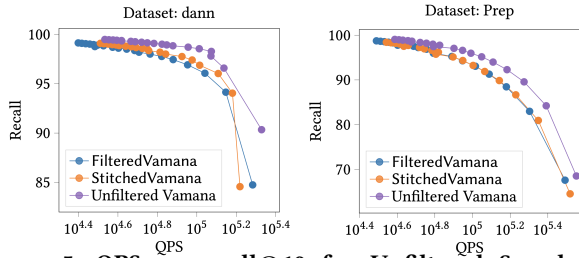 Dataset: dann
100
95
90
85
Recall
FilteredVamana
StitchedVamana
Unfiltered Vamana
10^4.4 10^4.6 10^4.8 10^5 10^5.2 10^5.4
QPS
Dataset: Prep
100
90
80
70
Recall
FilteredVamana
StitchedVamana
Unfiltered Vamana
10^4.4 10^4.6 10^4.8 10^5 10^5.2 10^5.4
QPS